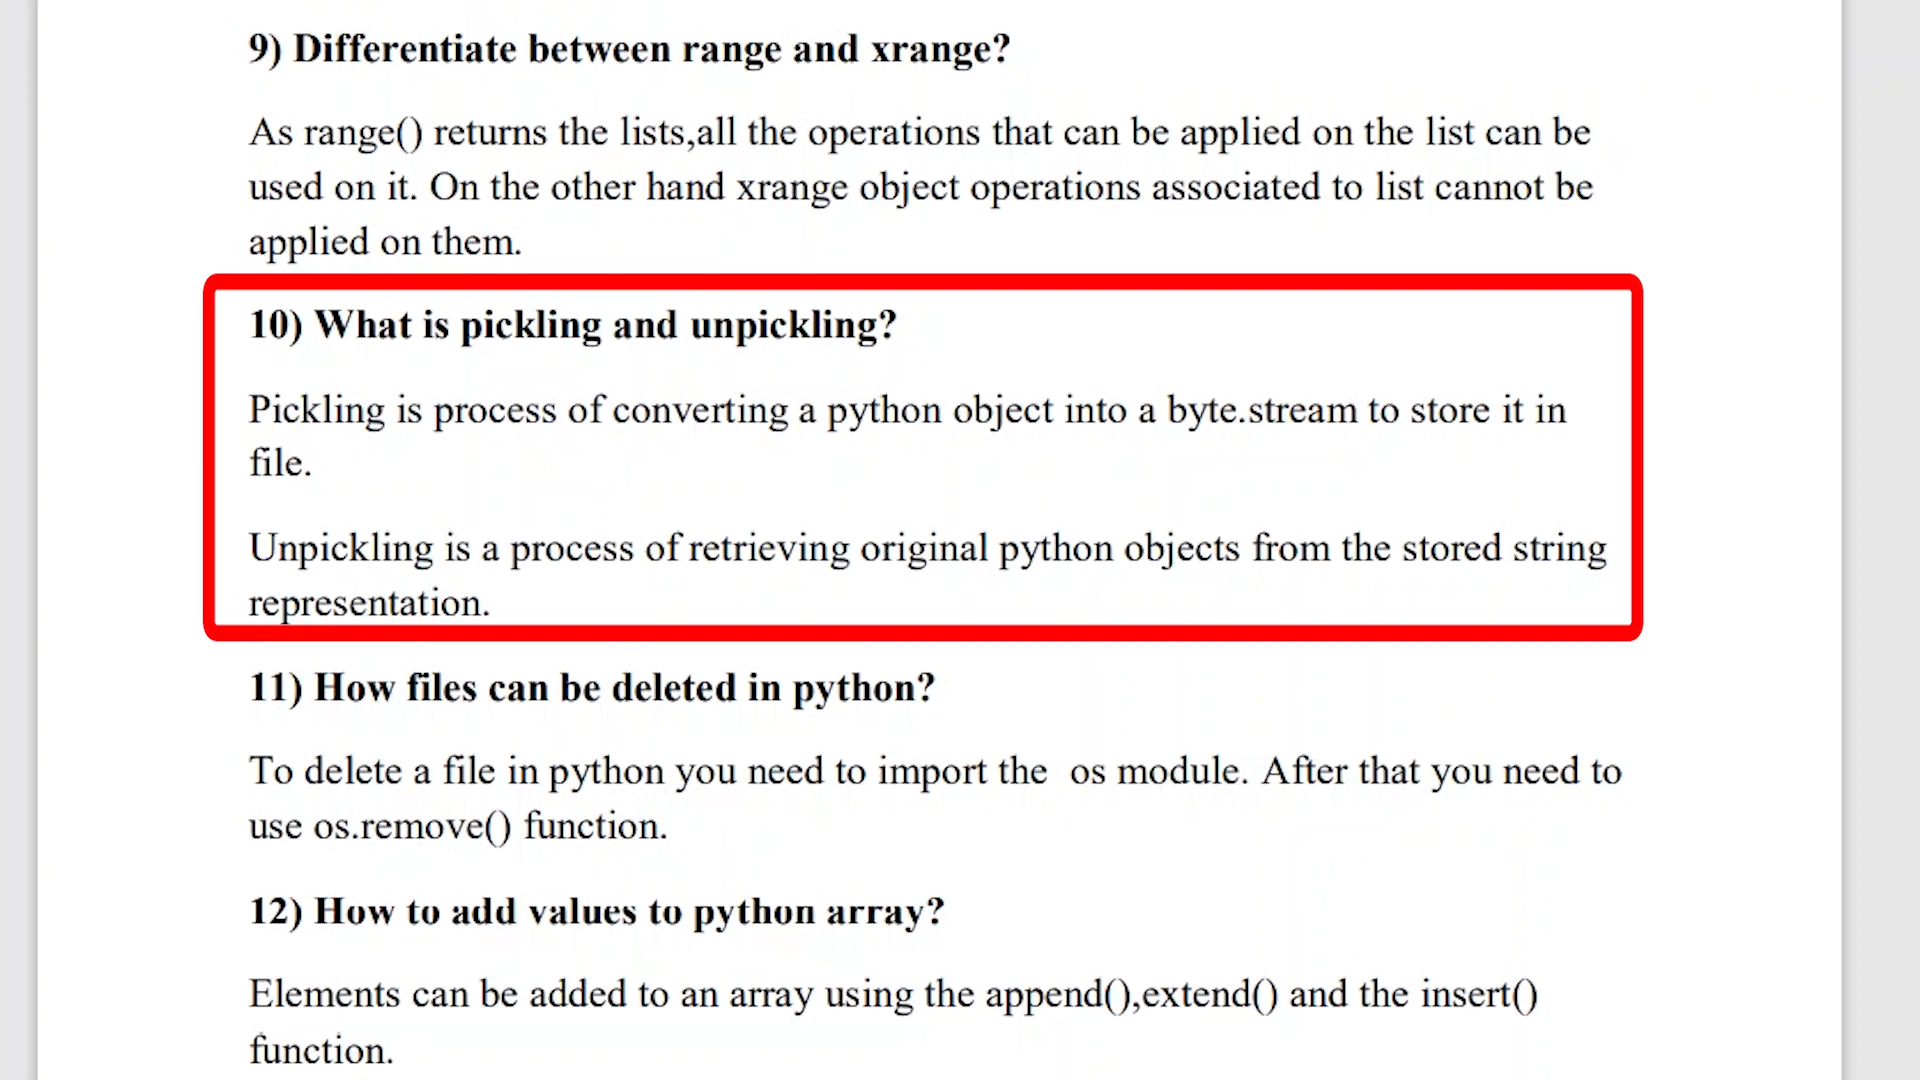 9) Differentiate between range and xrange?
As range() returns the lists,all the operations that can be applied on the list can be
used on it. On the other hand xrange object operations associated to list cannot be
applied on them.
10) What is pickling and unpickling?
Pickling is process of converting a python object into a byte.stream to store it in
file.
Unpickling is a process of retrieving original python objects from the stored string
representation.
11) How files can be deleted in python?
To delete a file in python you need to import the  os module. After that you need to
use os.remove() function.
12) How to add values to python array?
Elements can be added to an array using the append(),extend() and the insert()
function.